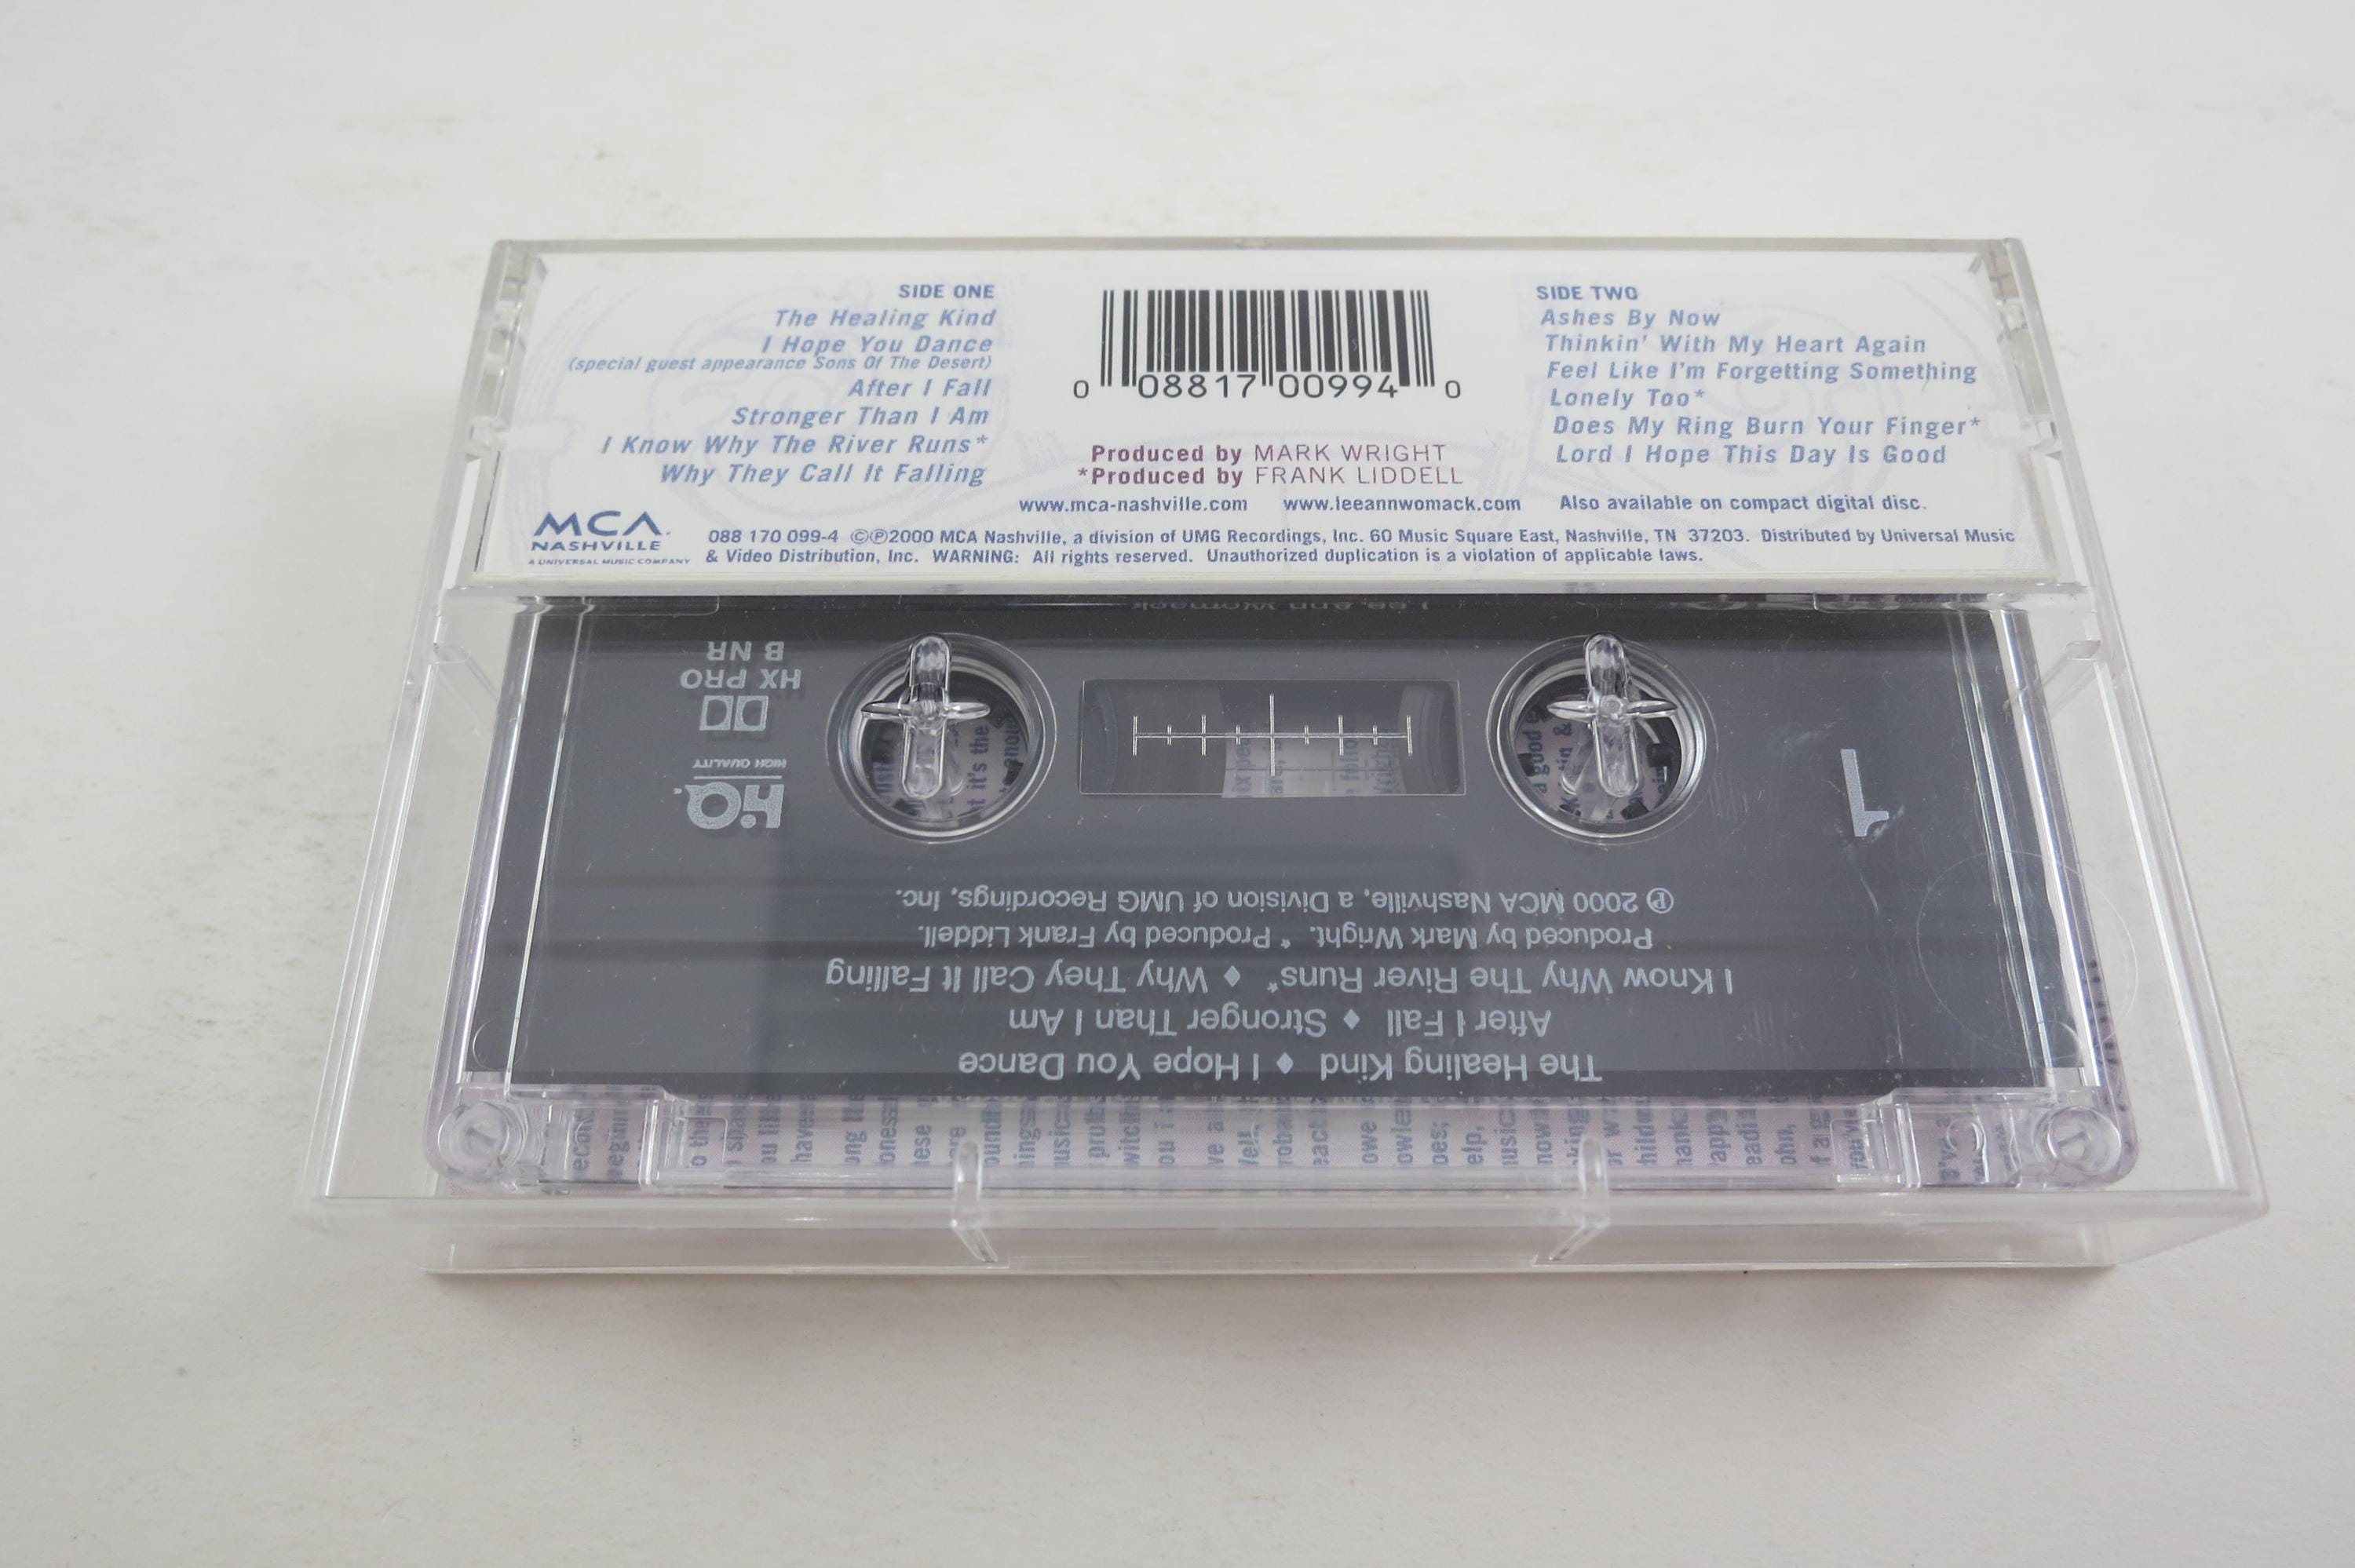 SIDE ONE
The Healing Kind
I Hope You Dance
(special guest appearance Sons Of The Desert)
After I Fall
Stronger Than I Am
I Know Why The River Runs*
Why They Call It Falling
0 08817 00994 0
Produced by MARK WRIGHT
*Produced by FRANK LIDDELL
SIDE TWO
Ashes By Now
Thinkin' With My Heart Again
Feel Like I'm Forgetting Something
Lonely Too*
Does My Ring Burn Your Finger*
Lord I Hope This Day Is Good
www.mca-nashville.com www.leeannwomack.com Also available on compact digital disc.
MCA
NASHVILLE
A UNIVERSAL MUSIC COMPANY
088 170 099-4 ©℗2000 MCA Nashville, a division of UMG Recordings, Inc. 60 Music Square East, Nashville, TN 37203. Distributed by Universal Music
& Video Distribution, Inc. WARNING: All rights reserved. Unauthorized duplication is a violation of applicable laws.
Lee Ann Womack
The Healing Kind ♦ I Hope You Dance
After I Fall ♦ Stronger Than I Am
I Know Why The River Runs* ♦ Why They Call It Falling
Produced by Mark Wright. * Produced by Frank Liddell.
℗ 2000 MCA Nashville, a Division of UMG Recordings, Inc.
1
HiQ
HIGH QUALITY
HX PRO
B NR